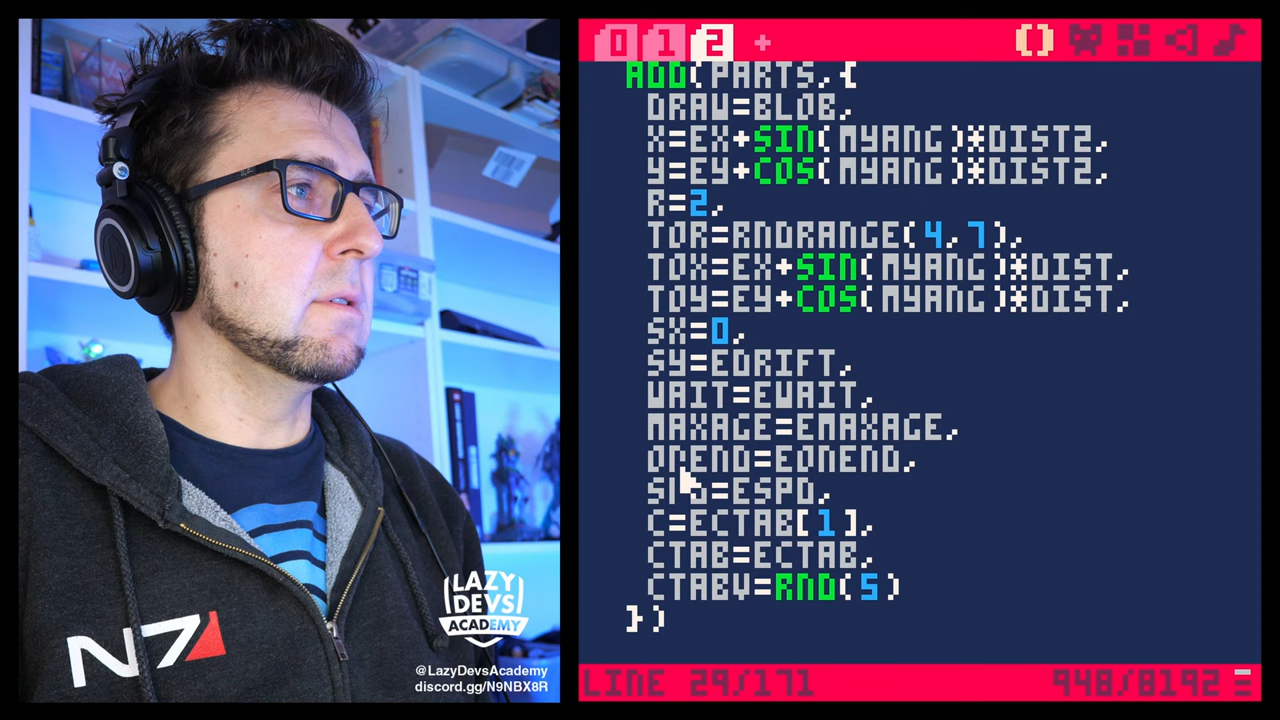 0 1 2 +
ADD(PARTS,{
DRAW=BLOB,
X=EX+SIN(MYANG)*DIST2,
Y=EY+COS(MYANG)*DIST2,
R=2,
TOR=RNDRANGE(4,7),
TOX=EX+SIN(MYANG)*DIST,
TOY=EY+COS(MYANG)*DIST,
SX=0,
SY=EDRIFT,
WAIT=EWAIT,
MAXAGE=EMAXAGE,
ONEND=EONEND,
SPD=ESPD,
C=ECTAB[1],
CTAB=ECTAB,
CTABV=RND(5)
})
LINE 29/171 948/8192
N7
LAZY
DEVS
ACADEMY
@LazyDevsAcademy
discord.gg/N9NBX8R